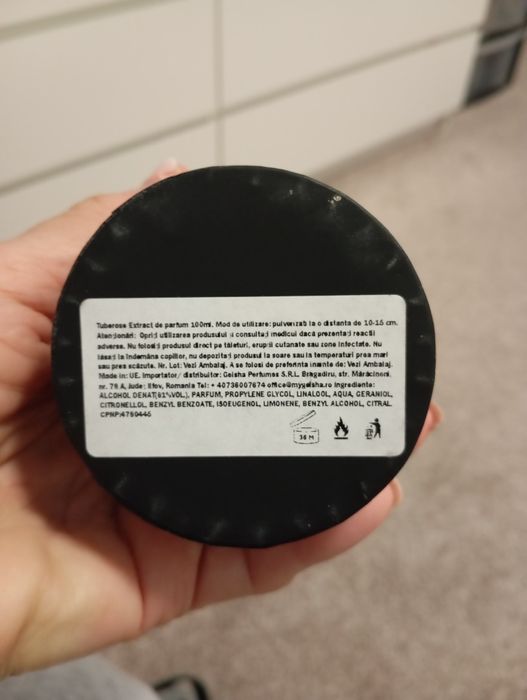 Tuberose Extract de parfum 100ml. Mod de utilizare: pulverizați la o distanta de 10-15 cm.
Atenționări: Opriți utilizarea produsului și consultați medicul dacă prezentați reacții
adverse. Nu folosiți produsul direct pe tăieturi, erupții cutanate sau zone infectate. Nu
lăsați la îndemâna copiilor, nu depozitați produsul la soare sau la temperaturi prea mari
sau prea scăzute. Nr. Lot: Vezi Ambalaj. A se folosi de preferința inainte de: Vezi Ambalaj.
Made in: UE. Importator/ distribuitor: Geisha Perfumes S.R.L. Bragadiru, str. Mărăcineni,
nr. 79 A, Jude: Ilfov, Romania Tel: + 40736007674 office@mygeisha.ro Ingrediente:
ALCOHOL DENAT(81%VOL), PARFUM, PROPYLENE GLYCOL, LINALOOL, AQUA, GERANIOL,
CITRONELLOL, BENZYL BENZOATE, ISOEUGENOL, LIMONENE, BENZYL ALCOHOL, CITRAL.
CPNP:4750446
36 M